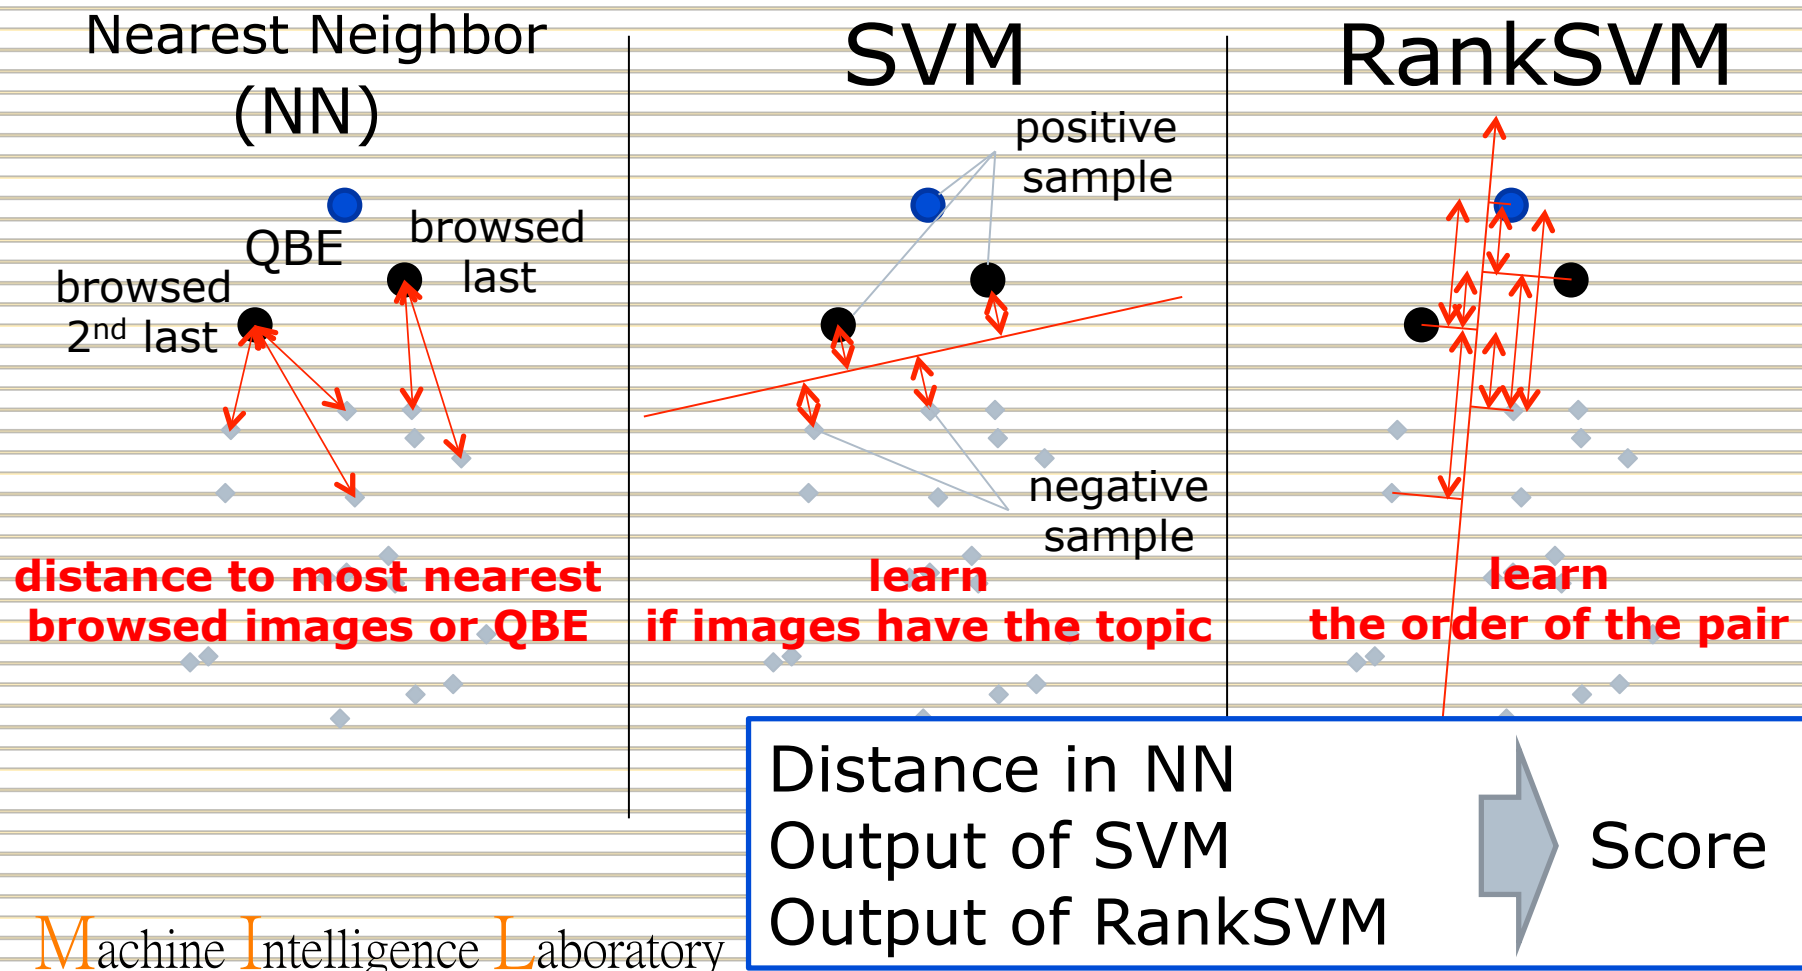 Nearest Neighbor
(NN)
QBE
browsed
last
browsed
2nd last
distance to most nearest
browsed images or QBE
SVM
positive
sample
negative
sample
learn
if images have the topic
RankSVM
learn
the order of the pair
Distance in NN
Output of SVM
Output of RankSVM
Score
Machine Intelligence Laboratory